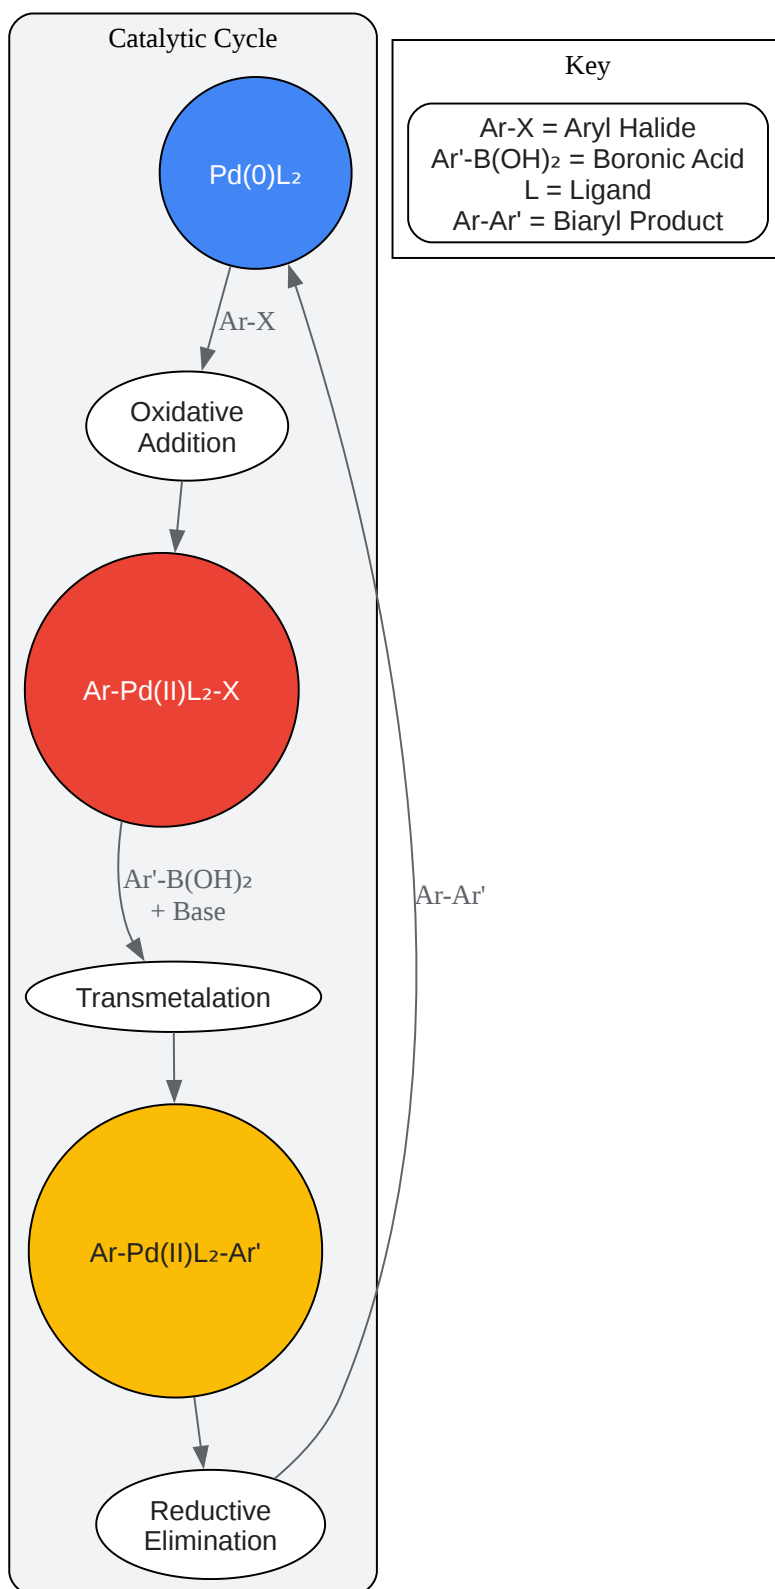 Catalytic Cycle
Pd(0)L₂
Ar-X
Oxidative
Addition
Ar-Pd(II)L₂-X
Ar'-B(OH)₂
+ Base
Transmetalation
Ar-Pd(II)L₂-Ar'
Reductive
Elimination
Ar-Ar'
Key
Ar-X = Aryl Halide
Ar'-B(OH)₂ = Boronic Acid
L = Ligand
Ar-Ar' = Biaryl Product